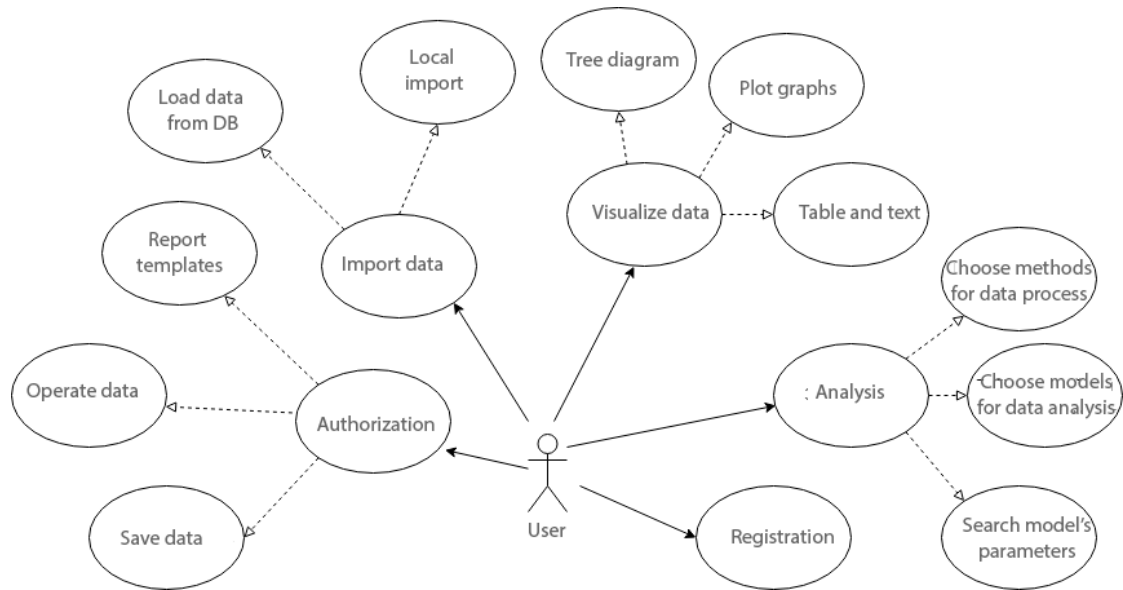 Local
import
Tree diagram
Plot graphs
Load data
from DB
Visualize data
Table and text
Report
templates
Import data
Choose methods
for data process
Operate data
Authorization
: Analysis
-Choose models
for data analysis
User
Save data
Registration
Search model's
parameters